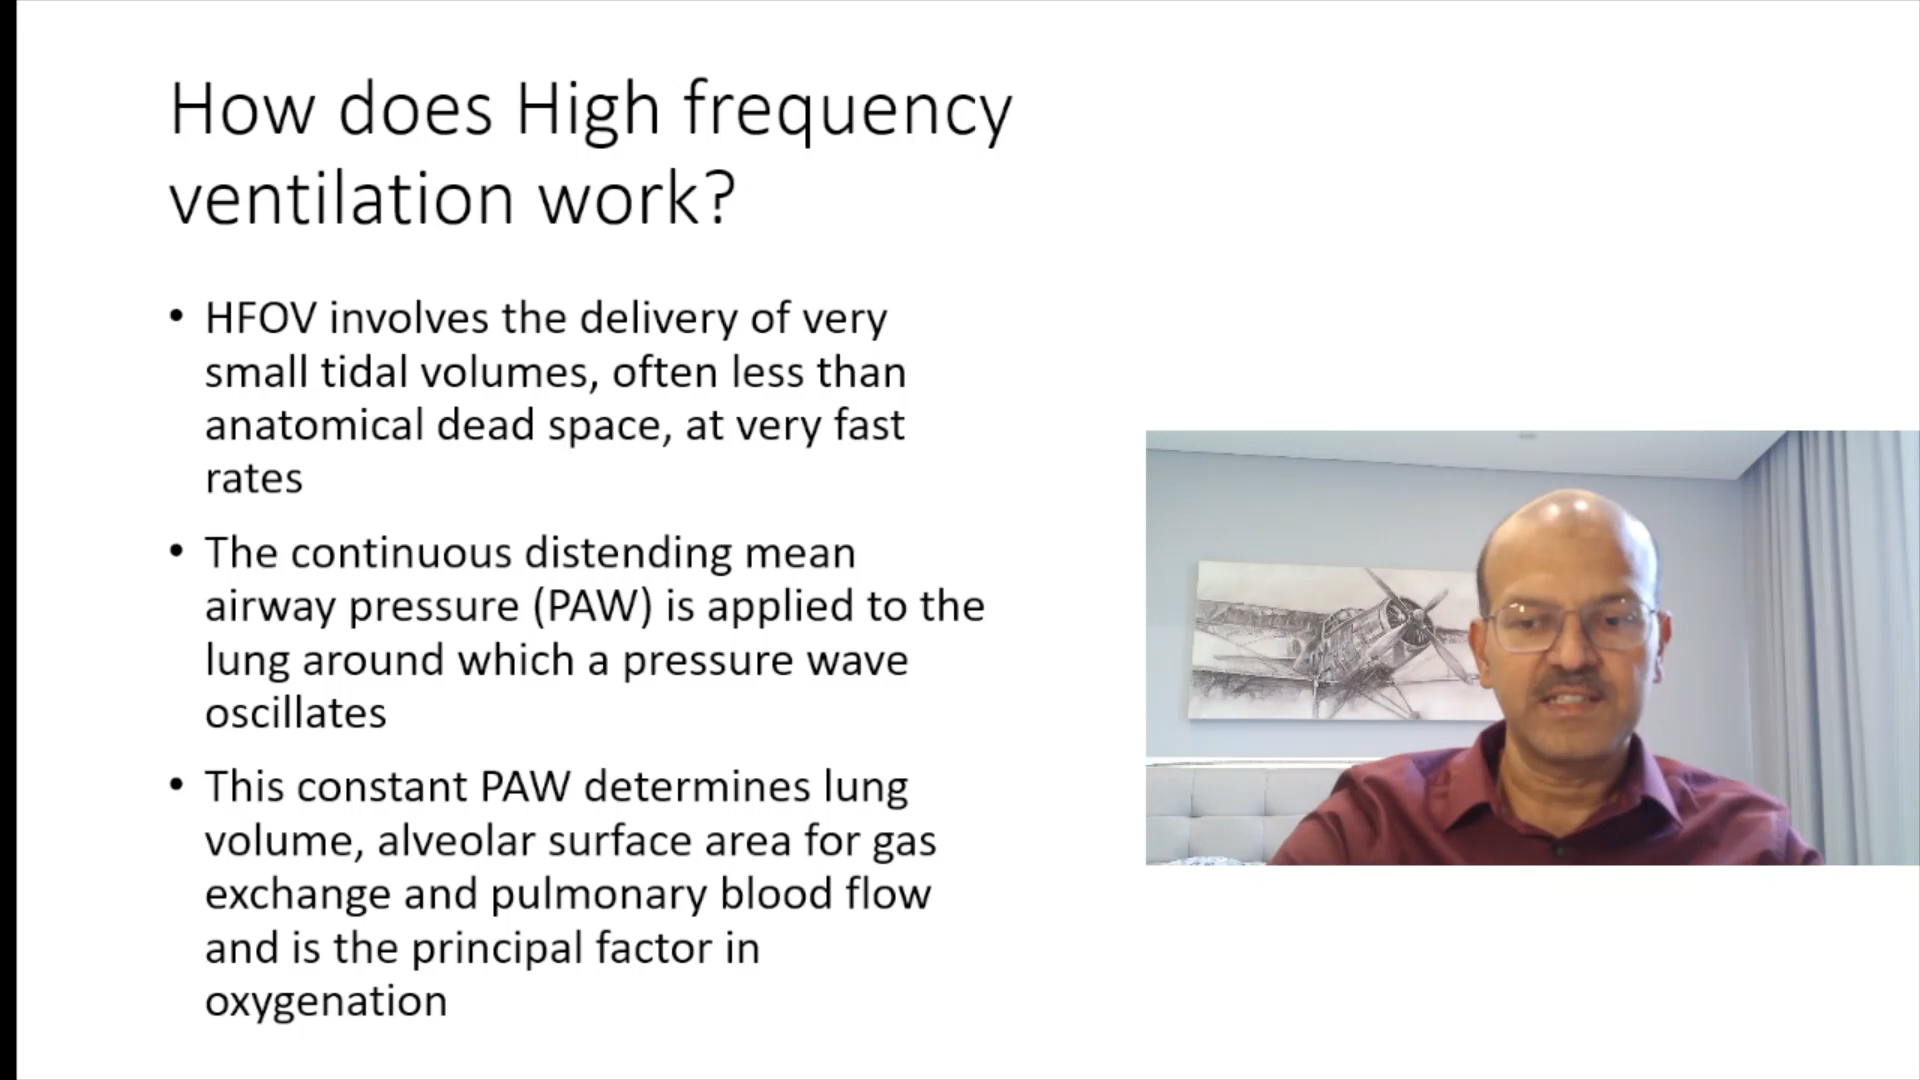 How does High frequency
ventilation work?
• HFOV involves the delivery of very
small tidal volumes, often less than
anatomical dead space, at very fast
rates
• The continuous distending mean
airway pressure (PAW) is applied to the
lung around which a pressure wave
oscillates
• This constant PAW determines lung
volume, alveolar surface area for gas
exchange and pulmonary blood flow
and is the principal factor in
oxygenation